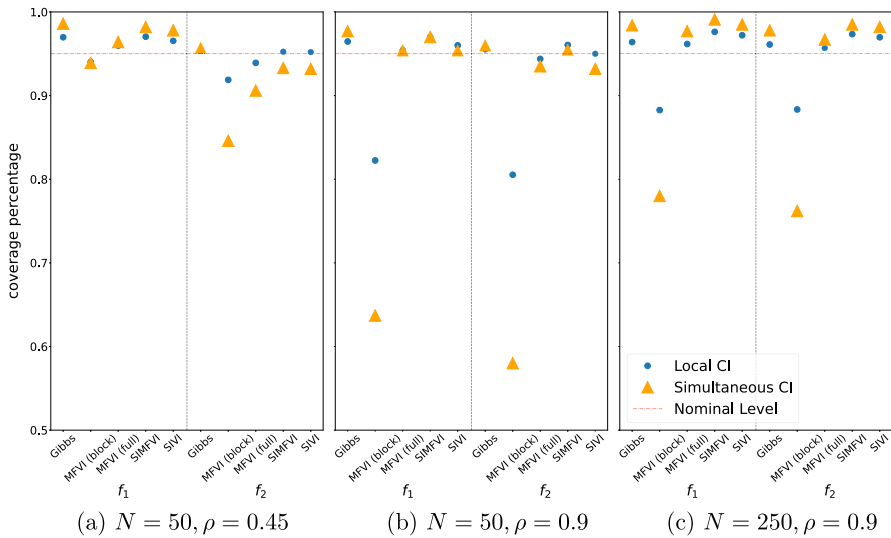 coverage percentage
1.0
0.9
0.8
0.7
0.6
0.5
Gibbs
MFVI (block)
MFVI (full)
SIMFVI
SIVI
Gibbs
MFVI (block)
MFVI (full)
SIMFVI
SIVI
f₁
f₂
(a) N = 50, ρ = 0.45
Gibbs
MFVI (block)
MFVI (full)
SIMFVI
SIVI
Gibbs
MFVI (block)
MFVI (full)
SIMFVI
SIVI
f₁
f₂
(b) N = 50, ρ = 0.9
Local CI
Simultaneous CI
Nominal Level
Gibbs
MFVI (block)
MFVI (full)
SIMFVI
SIVI
Gibbs
MFVI (block)
MFVI (full)
SIMFVI
SIVI
f₁
f₂
(c) N = 250, ρ = 0.9